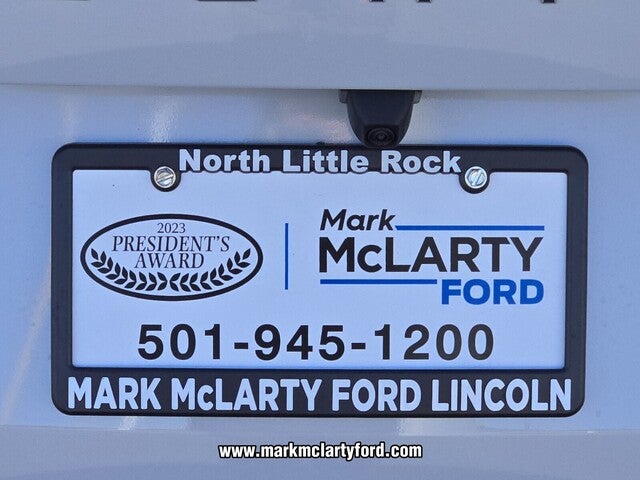 North Little Rock
2023
PRESIDENT'S
AWARD
Mark
McLARTY
FORD
501-945-1200
MARK McLARTY FORD LINCOLN
www.markmclartyford.com